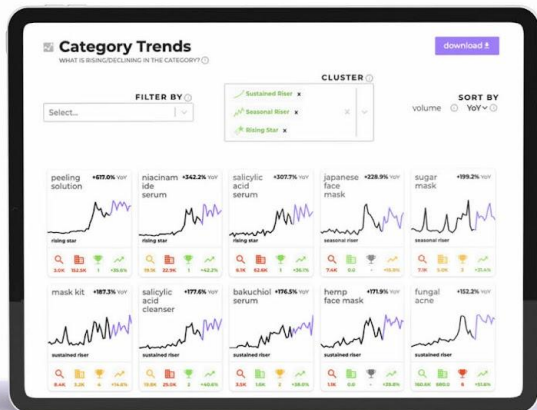 Category Trends
WHAT IS RISING/DECLINING IN THE CATEGORY?
download
CLUSTER
FILTER BY
Select...
Sustained Riser x
Seasonal Riser x
Rising Star x
SORT BY
volume YoY
peeling solution +617.0% YoY
rising star
niacinam ide serum +342.2% YoY
rising star
salicylic acid serum +307.7% YoY
rising star
japanese face mask +228.9% YoY
seasonal riser
sugar mask +199.2% YoY
seasonal riser
mask kit +187.3% YoY
sustained riser
salicylic acid cleanser +177.6% YoY
sustained riser
bakuchiol serum +176.5% YoY
sustained riser
hemp face mask +171.9% YoY
sustained riser
fungal acne +152.2% YoY
sustained riser